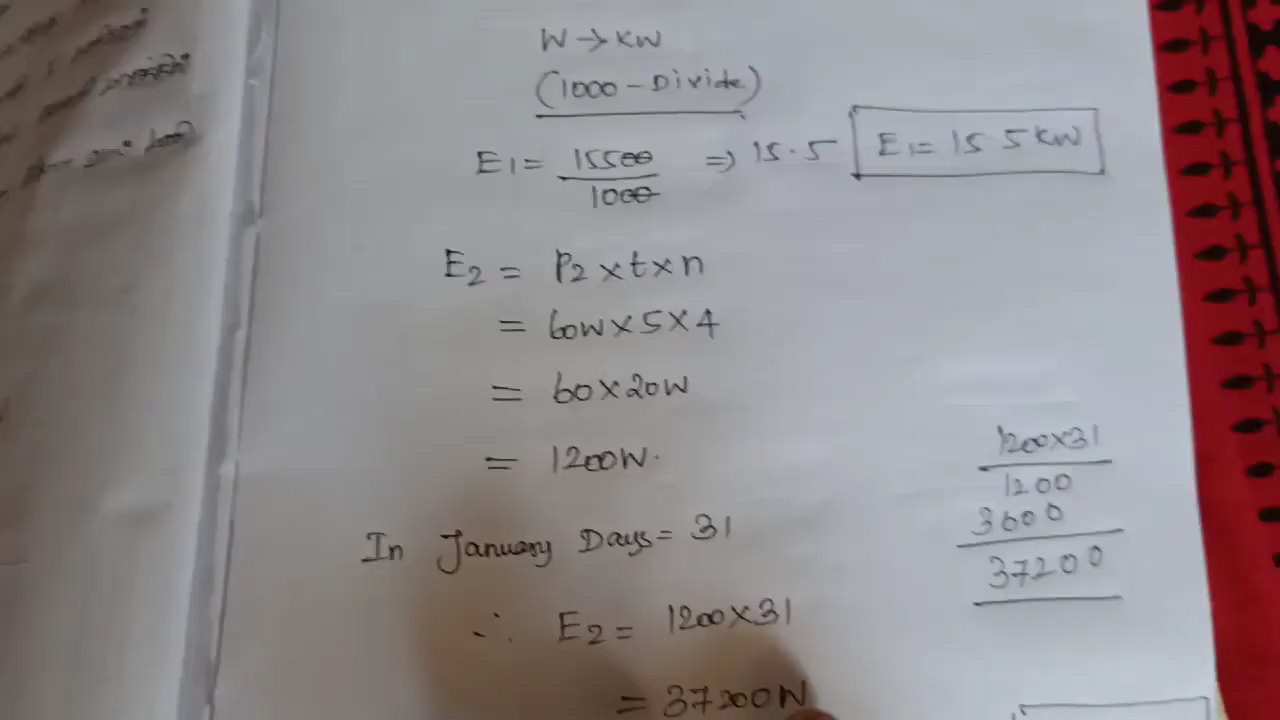 W → KW
(1000 - Divide)
E1 = 15500 / 1000 => 15.5
E1 = 15.5 KW
E2 = P2 × t × n
= 60W × 5 × 4
= 60 × 20W
= 1200W.
In January Days = 31
∴ E2 = 1200 × 31
= 37200W
1200×31
1200
3600
37200